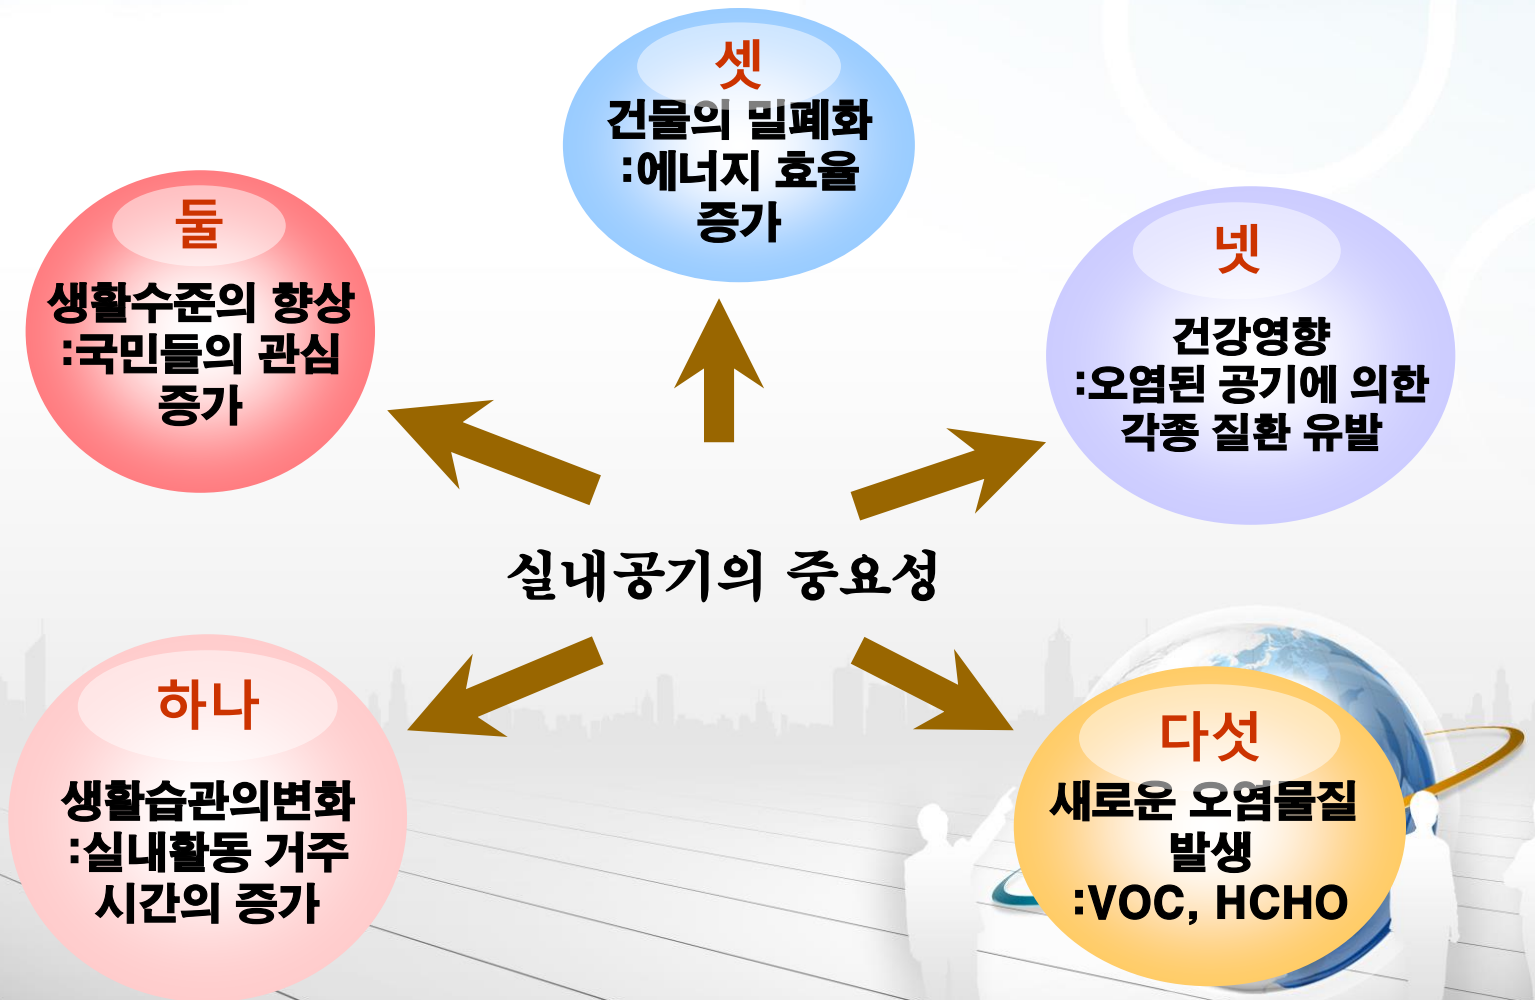 셋
건물의 밀폐화
:에너지 효율
증가
둘
생활수준의 향상
:국민들의 관심
증가
넷
건강영향
:오염된 공기에 의한
각종 질환 유발
실내공기의 중요성
하나
생활습관의변화
:실내활동 거주
시간의 증가
다섯
새로운 오염물질
발생
:VOC, HCHO